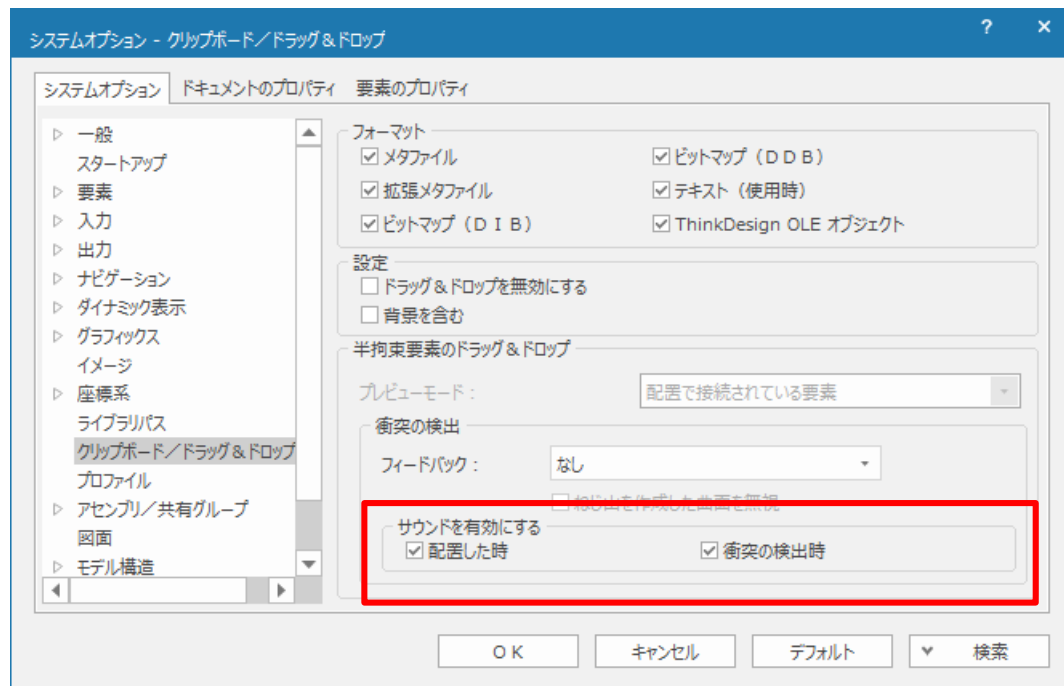 システムオプション - クリップボード／ドラッグ＆ドロップ
? ×
システムオプション ドキュメントのプロパティ 要素のプロパティ
一般
スタートアップ
要素
入力
出力
ナビゲーション
ダイナミック表示
グラフィックス
イメージ
座標系
ライブラリパス
クリップボード／ドラッグ＆ドロップ
プロファイル
アセンブリ／共有グループ
図面
モデル構造
フォーマット
メタファイル ビットマップ（ＤＤＢ）
拡張メタファイル テキスト（使用時）
ビットマップ（ＤＩＢ） ThinkDesign OLE オブジェクト
設定
ドラッグ＆ドロップを無効にする
背景を含む
半拘束要素のドラッグ＆ドロップ
プレビューモード： 配置で接続されている要素
衝突の検出
フィードバック： なし
ねじ山を作成した曲面を無視
サウンドを有効にする
配置した時 衝突の検出時
ＯＫ キャンセル デフォルト 検索